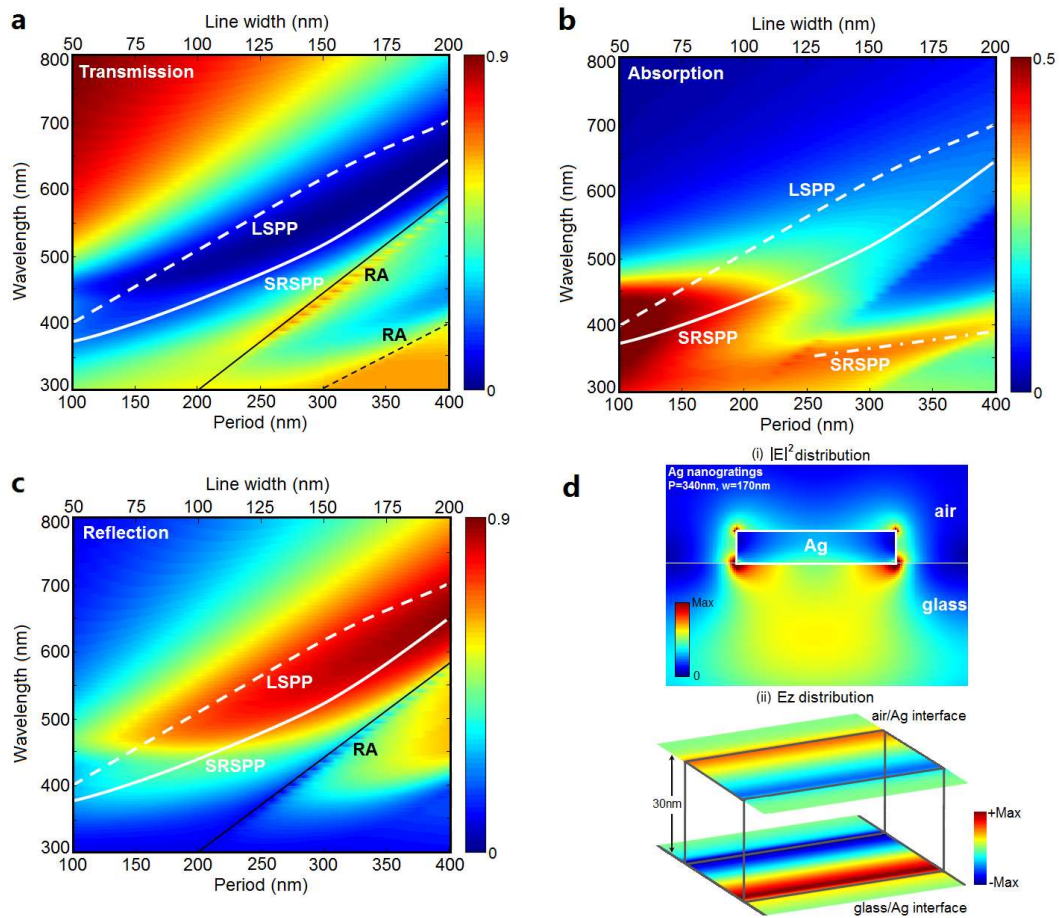 a
Line width (nm)
50 75 100 125 150 175 200
Transmission
0.9
0
800
700
600
500
400
300
Wavelength (nm)
LSPP
SRSPP
RA
RA
100 150 200 250 300 350 400
Period (nm)
b
Line width (nm)
50 75 100 125 150 175 200
Absorption
0.5
0
800
700
600
500
400
300
Wavelength (nm)
LSPP
SRSPP
SRSPP
100 150 200 250 300 350 400
Period (nm)
c
Line width (nm)
50 75 100 125 150 175 200
Reflection
0.9
0
800
700
600
500
400
300
Wavelength (nm)
LSPP
SRSPP
RA
100 150 200 250 300 350 400
Period (nm)
d
(i) |E|² distribution
Ag nanogratings
P=340nm, w=170nm
air
Ag
glass
Max
0
(ii) Ez distribution
air/Ag interface
30nm
+Max
-Max
glass/Ag interface